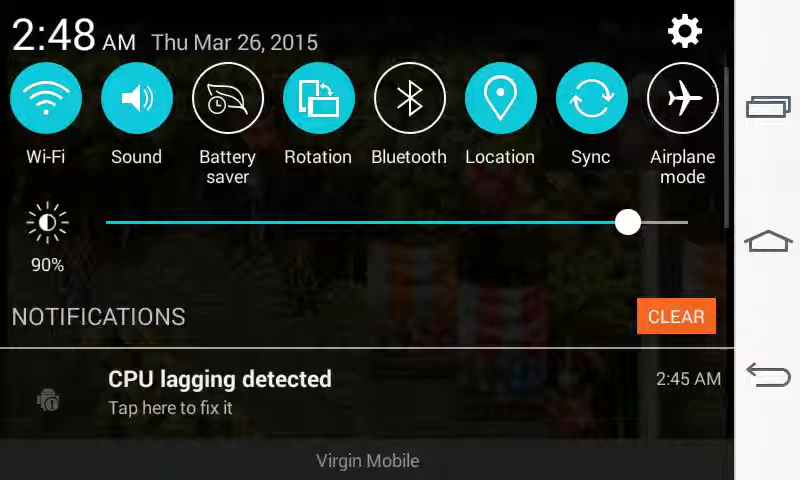 2:48 AM Thu Mar 26, 2015
Wi-Fi Sound Battery saver Rotation Bluetooth Location Sync Airplane mode
90%
NOTIFICATIONS CLEAR
CPU lagging detected 2:45 AM
Tap here to fix it
Virgin Mobile